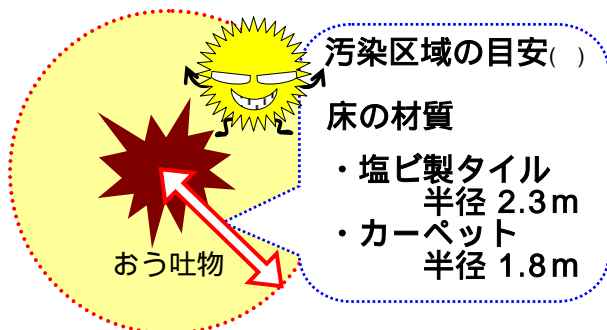 汚染区域の目安( )
床の材質
・塩ビ製タイル
半径 2.3m
・カーペット
半径 1.8m
おう吐物